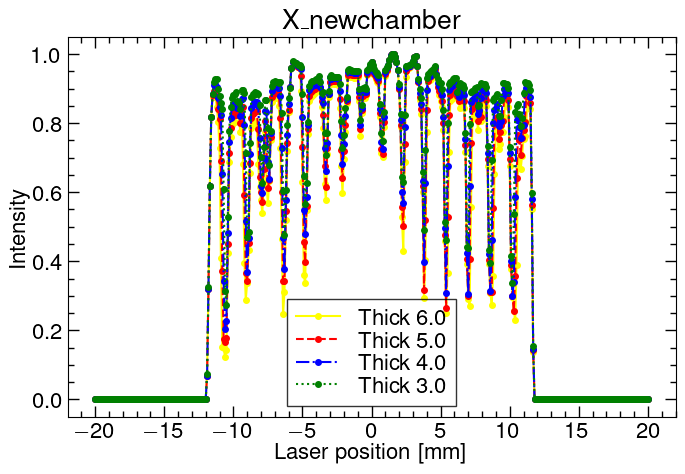 X_newchamber
1.0
0.8
0.6
0.4
0.2
0.0
Intensity
Thick 6.0
Thick 5.0
Thick 4.0
Thick 3.0
−20 −15 −10 −5 0 5 10 15 20
Laser position [mm]